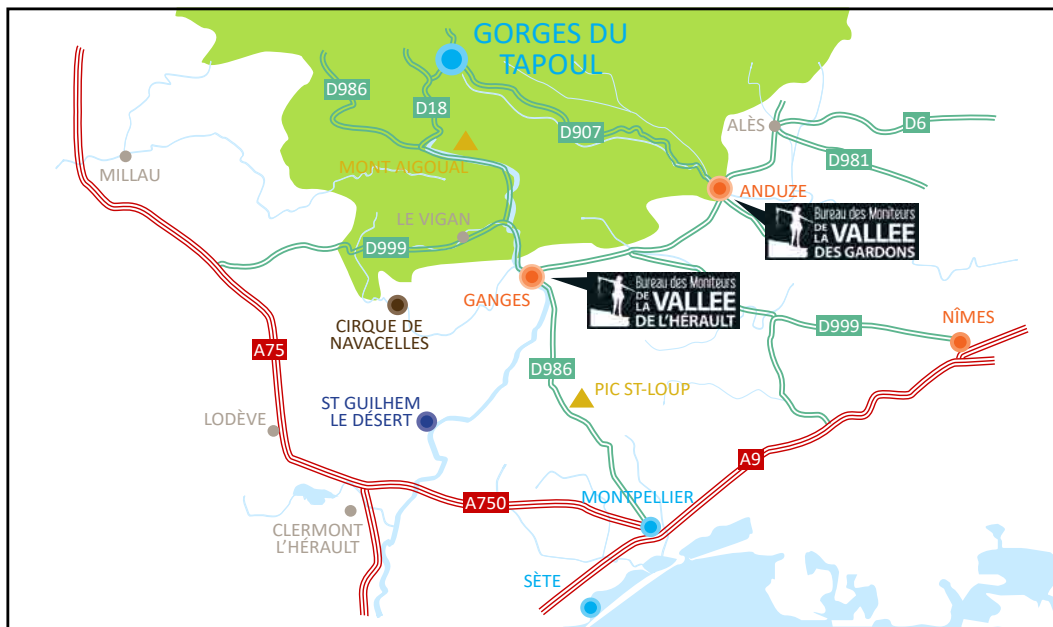 GORGES DU
TAPOUL
D986
D18
D907
ALÈS
D6
D981
MONT AIGOUAL
MILLAU
ANDUZE
LE VIGAN
Bureau des Moniteurs
DE LA VALLEE
DES GARDONS
D999
GANGES
Bureau des Moniteurs
DE LA VALLEE
DE L'HÉRAULT
CIRQUE DE
NAVACELLES
D999
NÎMES
A75
D986
PIC ST-LOUP
ST GUILHEM
LE DÉSERT
LODÈVE
A9
A750
MONTPELLIER
CLERMONT
L'HÉRAULT
SÈTE